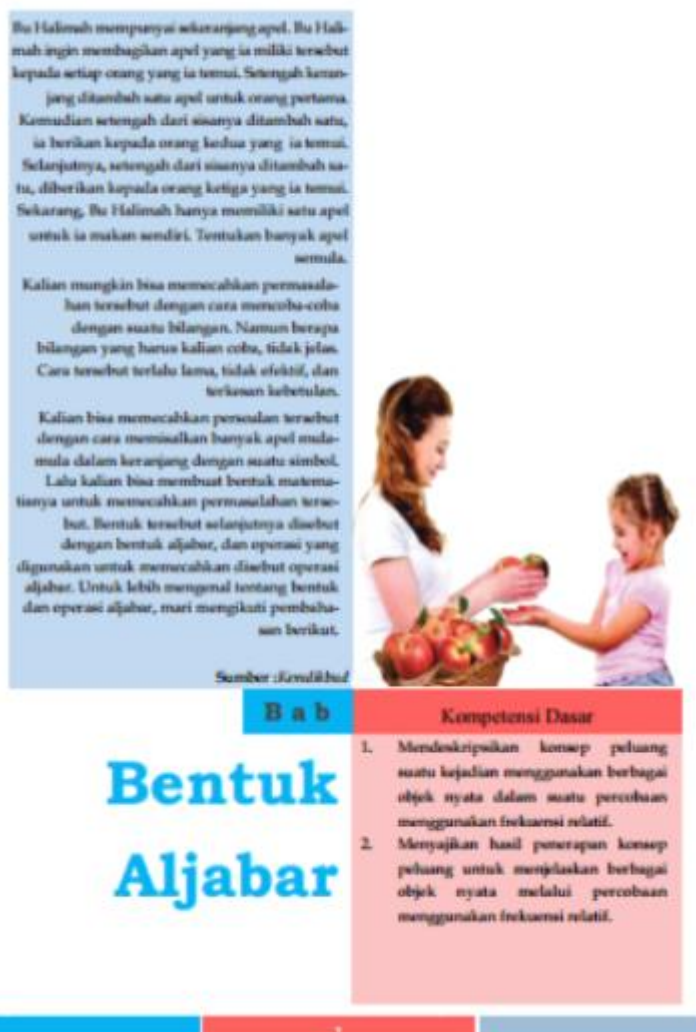 Bu Halimah mempunyai sekeranjang apel. Bu Hali-
mah ingin membagikan apel yang ia miliki tersebut
kepada setiap orang yang ia temui. Setengah keran-
jang ditambah satu apel untuk orang pertama.
Kemudian setengah dari sisanya ditambah satu,
ia berikan kepada orang kedua yang ia temui.
Selanjutnya, setengah dari sisanya ditambah sa-
tu, diberikan kepada orang ketiga yang ia temui.
Sekarang, Bu Halimah hanya memiliki satu apel
untuk ia makan sendiri. Tentukan banyak apel
semula.
Kalian mungkin bisa memecahkan permasala-
han tersebut dengan cara mencoba-coba
dengan suatu bilangan. Namun berapa
bilangan yang harus kalian coba, tidak jelas.
Cara tersebut terlalu lama, tidak efektif, dan
terkesan kebetulan.
Kalian bisa memecahkan persoalan tersebut
dengan cara memisalkan banyak apel mula-
mula dalam keranjang dengan suatu simbol.
Lalu kalian bisa membuat bentuk matema-
tisnya untuk memecahkan permasalahan terse-
but. Bentuk tersebut selanjutnya disebut
dengan bentuk aljabar, dan operasi yang
digunakan untuk memecahkan disebut operasi
aljabar. Untuk lebih mengenal tentang bentuk
dan operasi aljabar, mari mengikuti pembaha-
san berikut.
Sumber :Kendikbud
Bab
Bentuk
Aljabar
Kompetensi Dasar
1. Mendeskripsikan konsep peluang
suatu kejadian menggunakan berbagai
objek nyata dalam suatu percobaan
menggunakan frekuensi relatif.
2. Menyajikan hasil penerapan konsep
peluang untuk menjelaskan berbagai
objek nyata melalui percobaan
menggunakan frekuensi relatif.